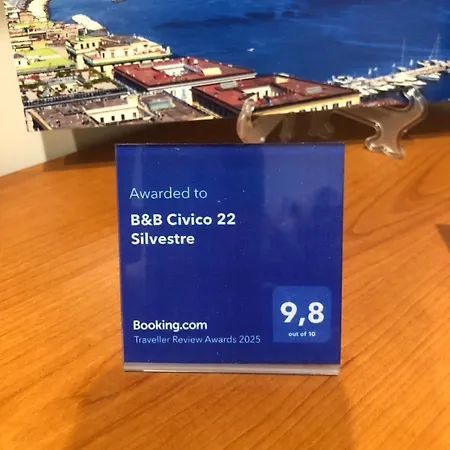 Awarded to
B&B Civico 22
Silvestre
9,8
out of 10
Booking.com
Traveller Review Awards 2025